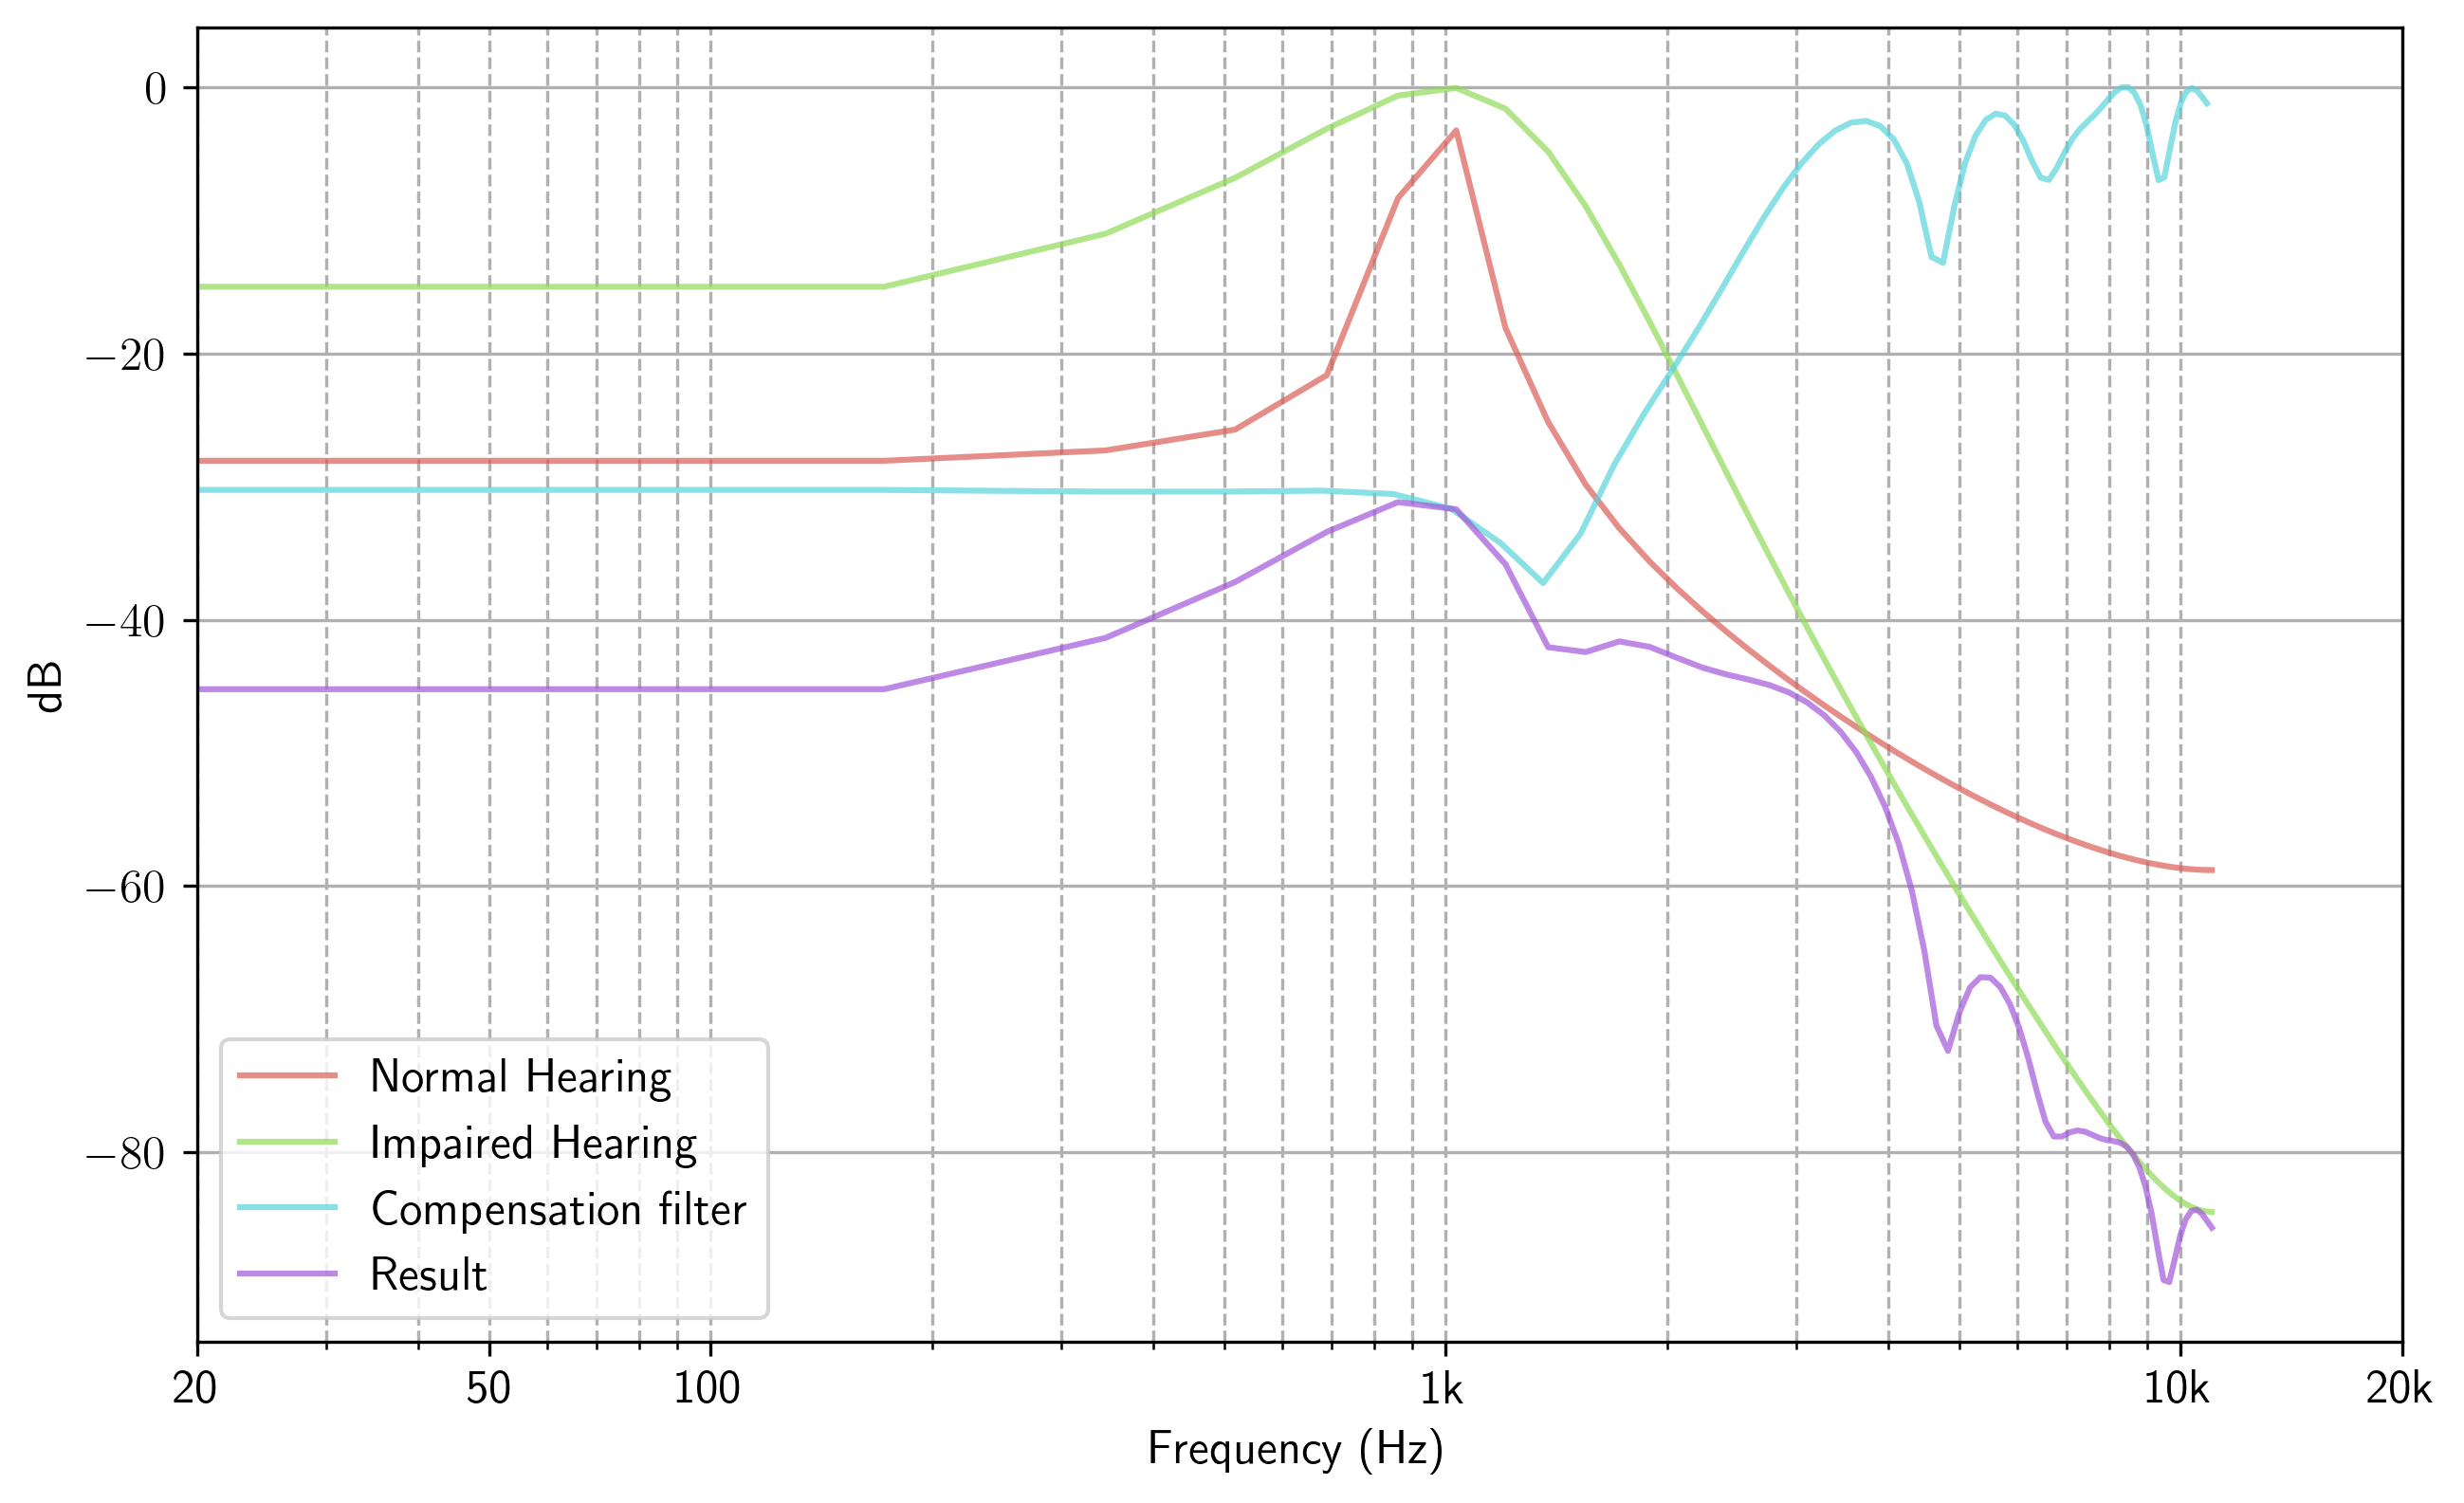 0
−20
−40
−60
−80
dB
Normal Hearing
Impaired Hearing
Compensation filter
Result
20 50 100 1k 10k 20k
Frequency (Hz)